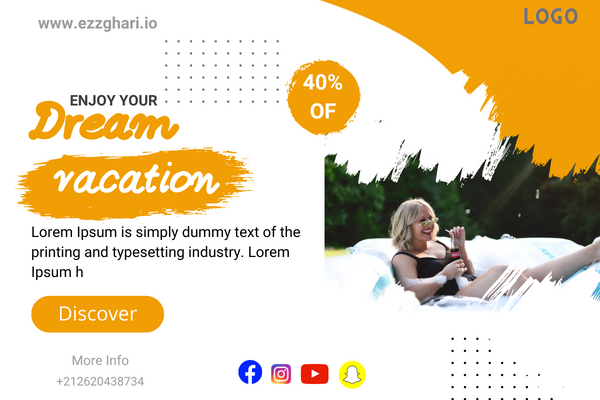 www.ezzghari.io
LOGO
40%
OF
ENJOY YOUR
Dream
vacation
Lorem Ipsum is simply dummy text of the
printing and typesetting industry. Lorem
Ipsum h
Discover
More Info
+212620438734